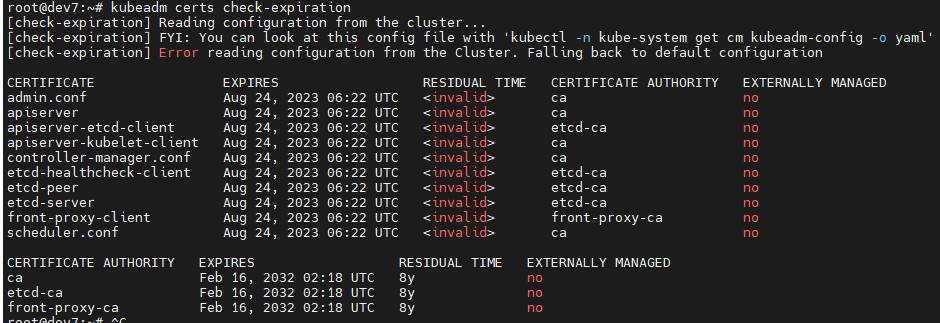 root@dev7:~# kubeadm certs check-expiration
[check-expiration] Reading configuration from the cluster...
[check-expiration] FYI: You can look at this config file with 'kubectl -n kube-system get cm kubeadm-config -o yaml'
[check-expiration] Error reading configuration from the Cluster. Falling back to default configuration
CERTIFICATE EXPIRES RESIDUAL TIME CERTIFICATE AUTHORITY EXTERNALLY MANAGED
admin.conf Aug 24, 2023 06:22 UTC <invalid> ca no
apiserver Aug 24, 2023 06:22 UTC <invalid> ca no
apiserver-etcd-client Aug 24, 2023 06:22 UTC <invalid> etcd-ca no
apiserver-kubelet-client Aug 24, 2023 06:22 UTC <invalid> ca no
controller-manager.conf Aug 24, 2023 06:22 UTC <invalid> ca no
etcd-healthcheck-client Aug 24, 2023 06:22 UTC <invalid> etcd-ca no
etcd-peer Aug 24, 2023 06:22 UTC <invalid> etcd-ca no
etcd-server Aug 24, 2023 06:22 UTC <invalid> etcd-ca no
front-proxy-client Aug 24, 2023 06:22 UTC <invalid> front-proxy-ca no
scheduler.conf Aug 24, 2023 06:22 UTC <invalid> ca no
CERTIFICATE AUTHORITY EXPIRES RESIDUAL TIME EXTERNALLY MANAGED
ca Feb 16, 2032 02:18 UTC 8y no
etcd-ca Feb 16, 2032 02:18 UTC 8y no
front-proxy-ca Feb 16, 2032 02:18 UTC 8y no
root@dev7:~# ^C